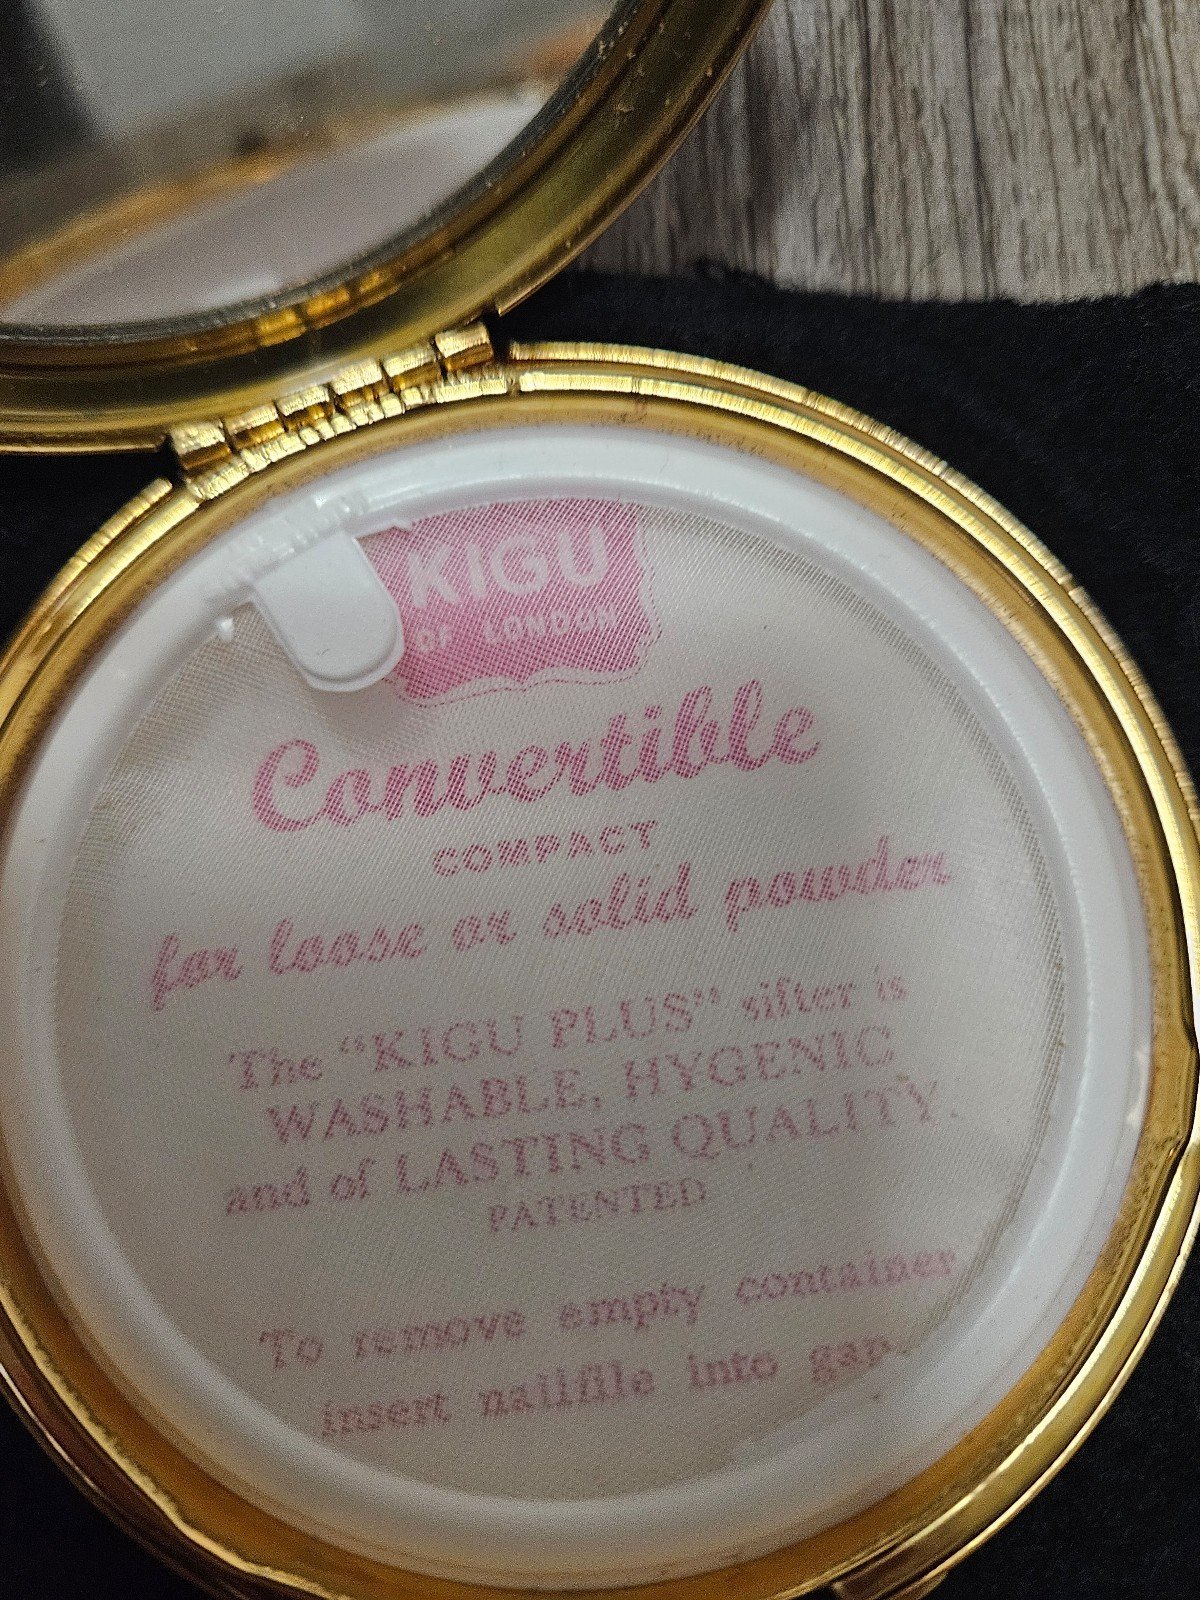 KIGU
OF LONDON
Convertible
COMPACT
for loose or solid powder
The “KIGU PLUS” sifter is
WASHABLE, HYGENIC
and of LASTING QUALITY.
PATENTED
To remove empty container
insert nailfile into gap